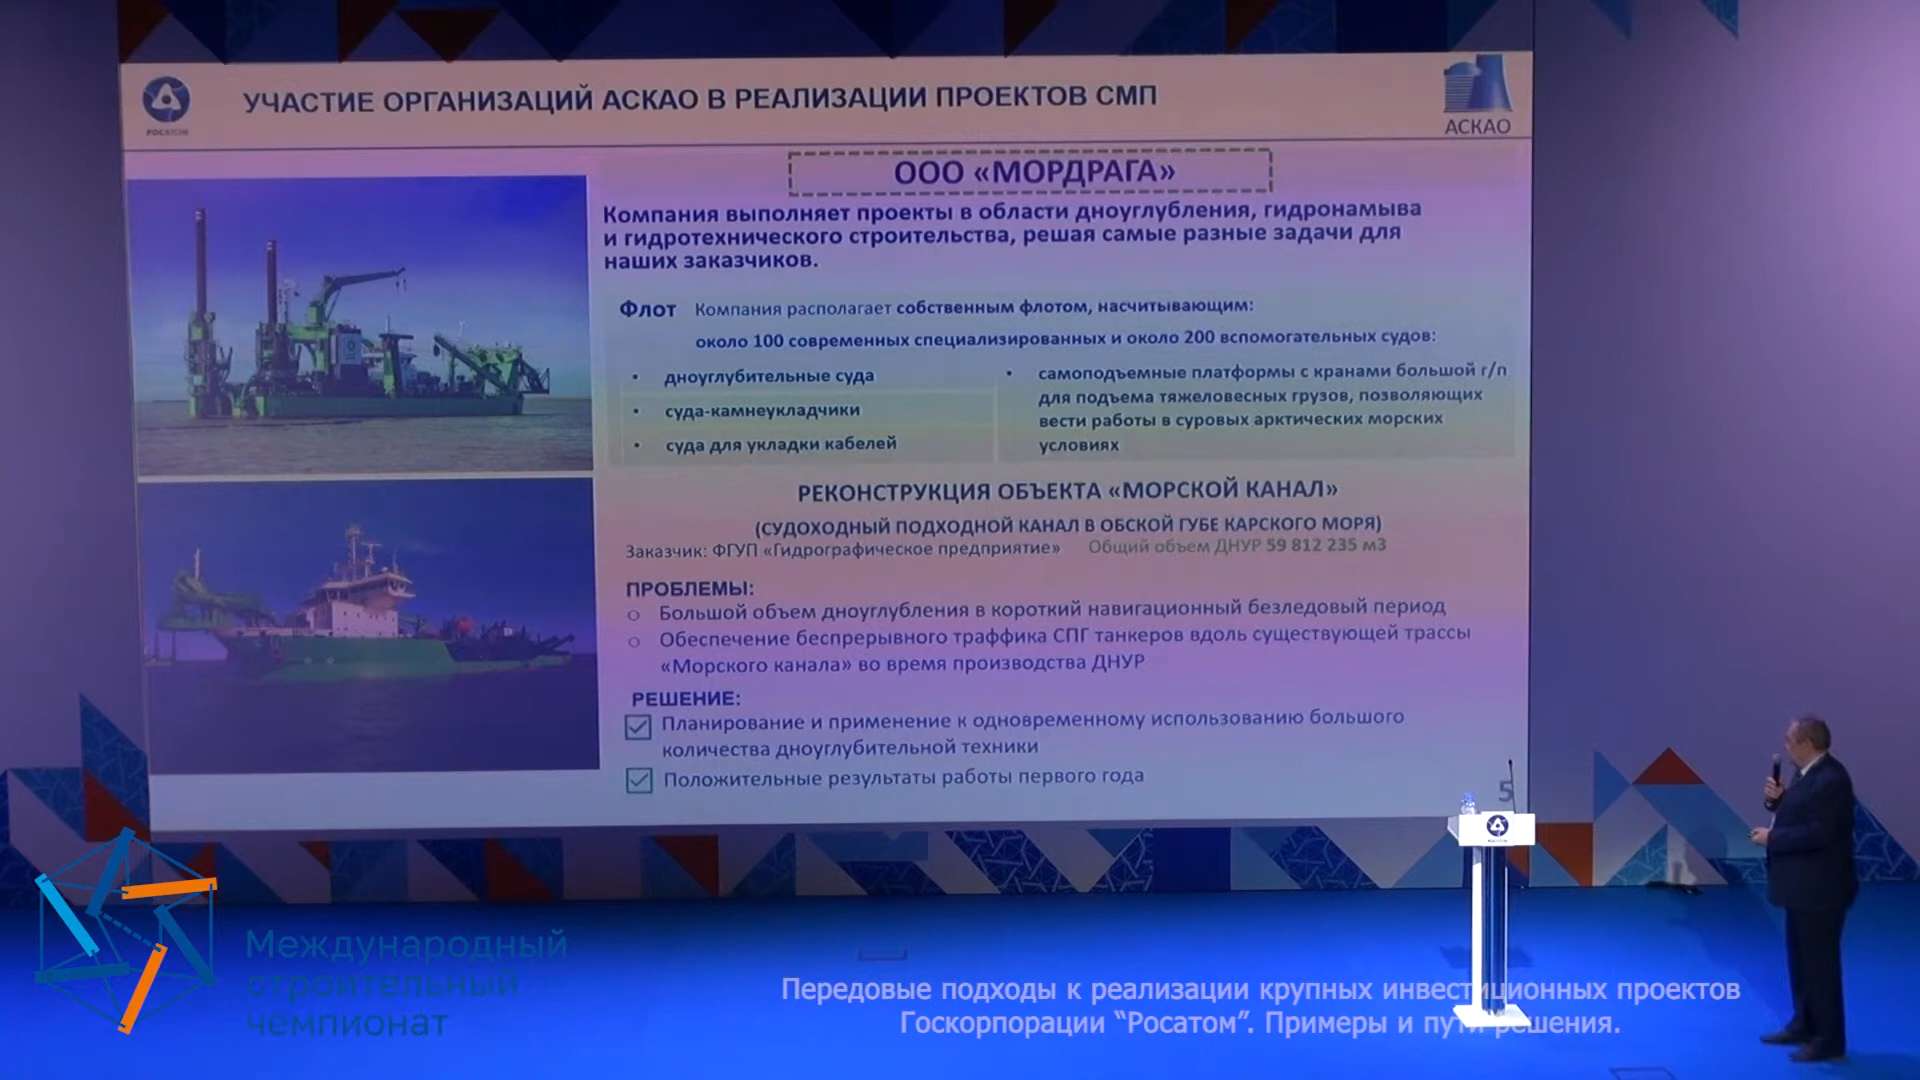 УЧАСТИЕ ОРГАНИЗАЦИЙ АСКАО В РЕАЛИЗАЦИИ ПРОЕКТОВ СМП
РОСАТОМ
АСКАО
ООО «МОРДРАГА»
Компания выполняет проекты в области дноуглубления, гидронамыва
и гидротехнического строительства, решая самые разные задачи для
наших заказчиков.
Флот Компания располагает собственным флотом, насчитывающим:
около 100 современных специализированных и около 200 вспомогательных судов:
• дноуглубительные суда
• суда-камнеукладчики
• суда для укладки кабелей
• самоподъемные платформы с кранами большой г/п
для подъема тяжеловесных грузов, позволяющих
вести работы в суровых арктических морских
условиях
РЕКОНСТРУКЦИЯ ОБЪЕКТА «МОРСКОЙ КАНАЛ»
(СУДОХОДНЫЙ ПОДХОДНОЙ КАНАЛ В ОБСКОЙ ГУБЕ КАРСКОГО МОРЯ)
Заказчик: ФГУП «Гидрографическое предприятие» Общий объем ДНУР 59 812 235 м3
ПРОБЛЕМЫ:
o Большой объем дноуглубления в короткий навигационный безледовый период
o Обеспечение беспрерывного траффика СПГ танкеров вдоль существующей трассы
«Морского канала» во время производства ДНУР
РЕШЕНИЕ:
Планирование и применение к одновременному использованию большого
количества дноуглубительной техники
Положительные результаты работы первого года
5
Международный
строительный
чемпионат
Передовые подходы к реализации крупных инвестиционных проектов
Госкорпорации “Росатом”. Примеры и пути решения.